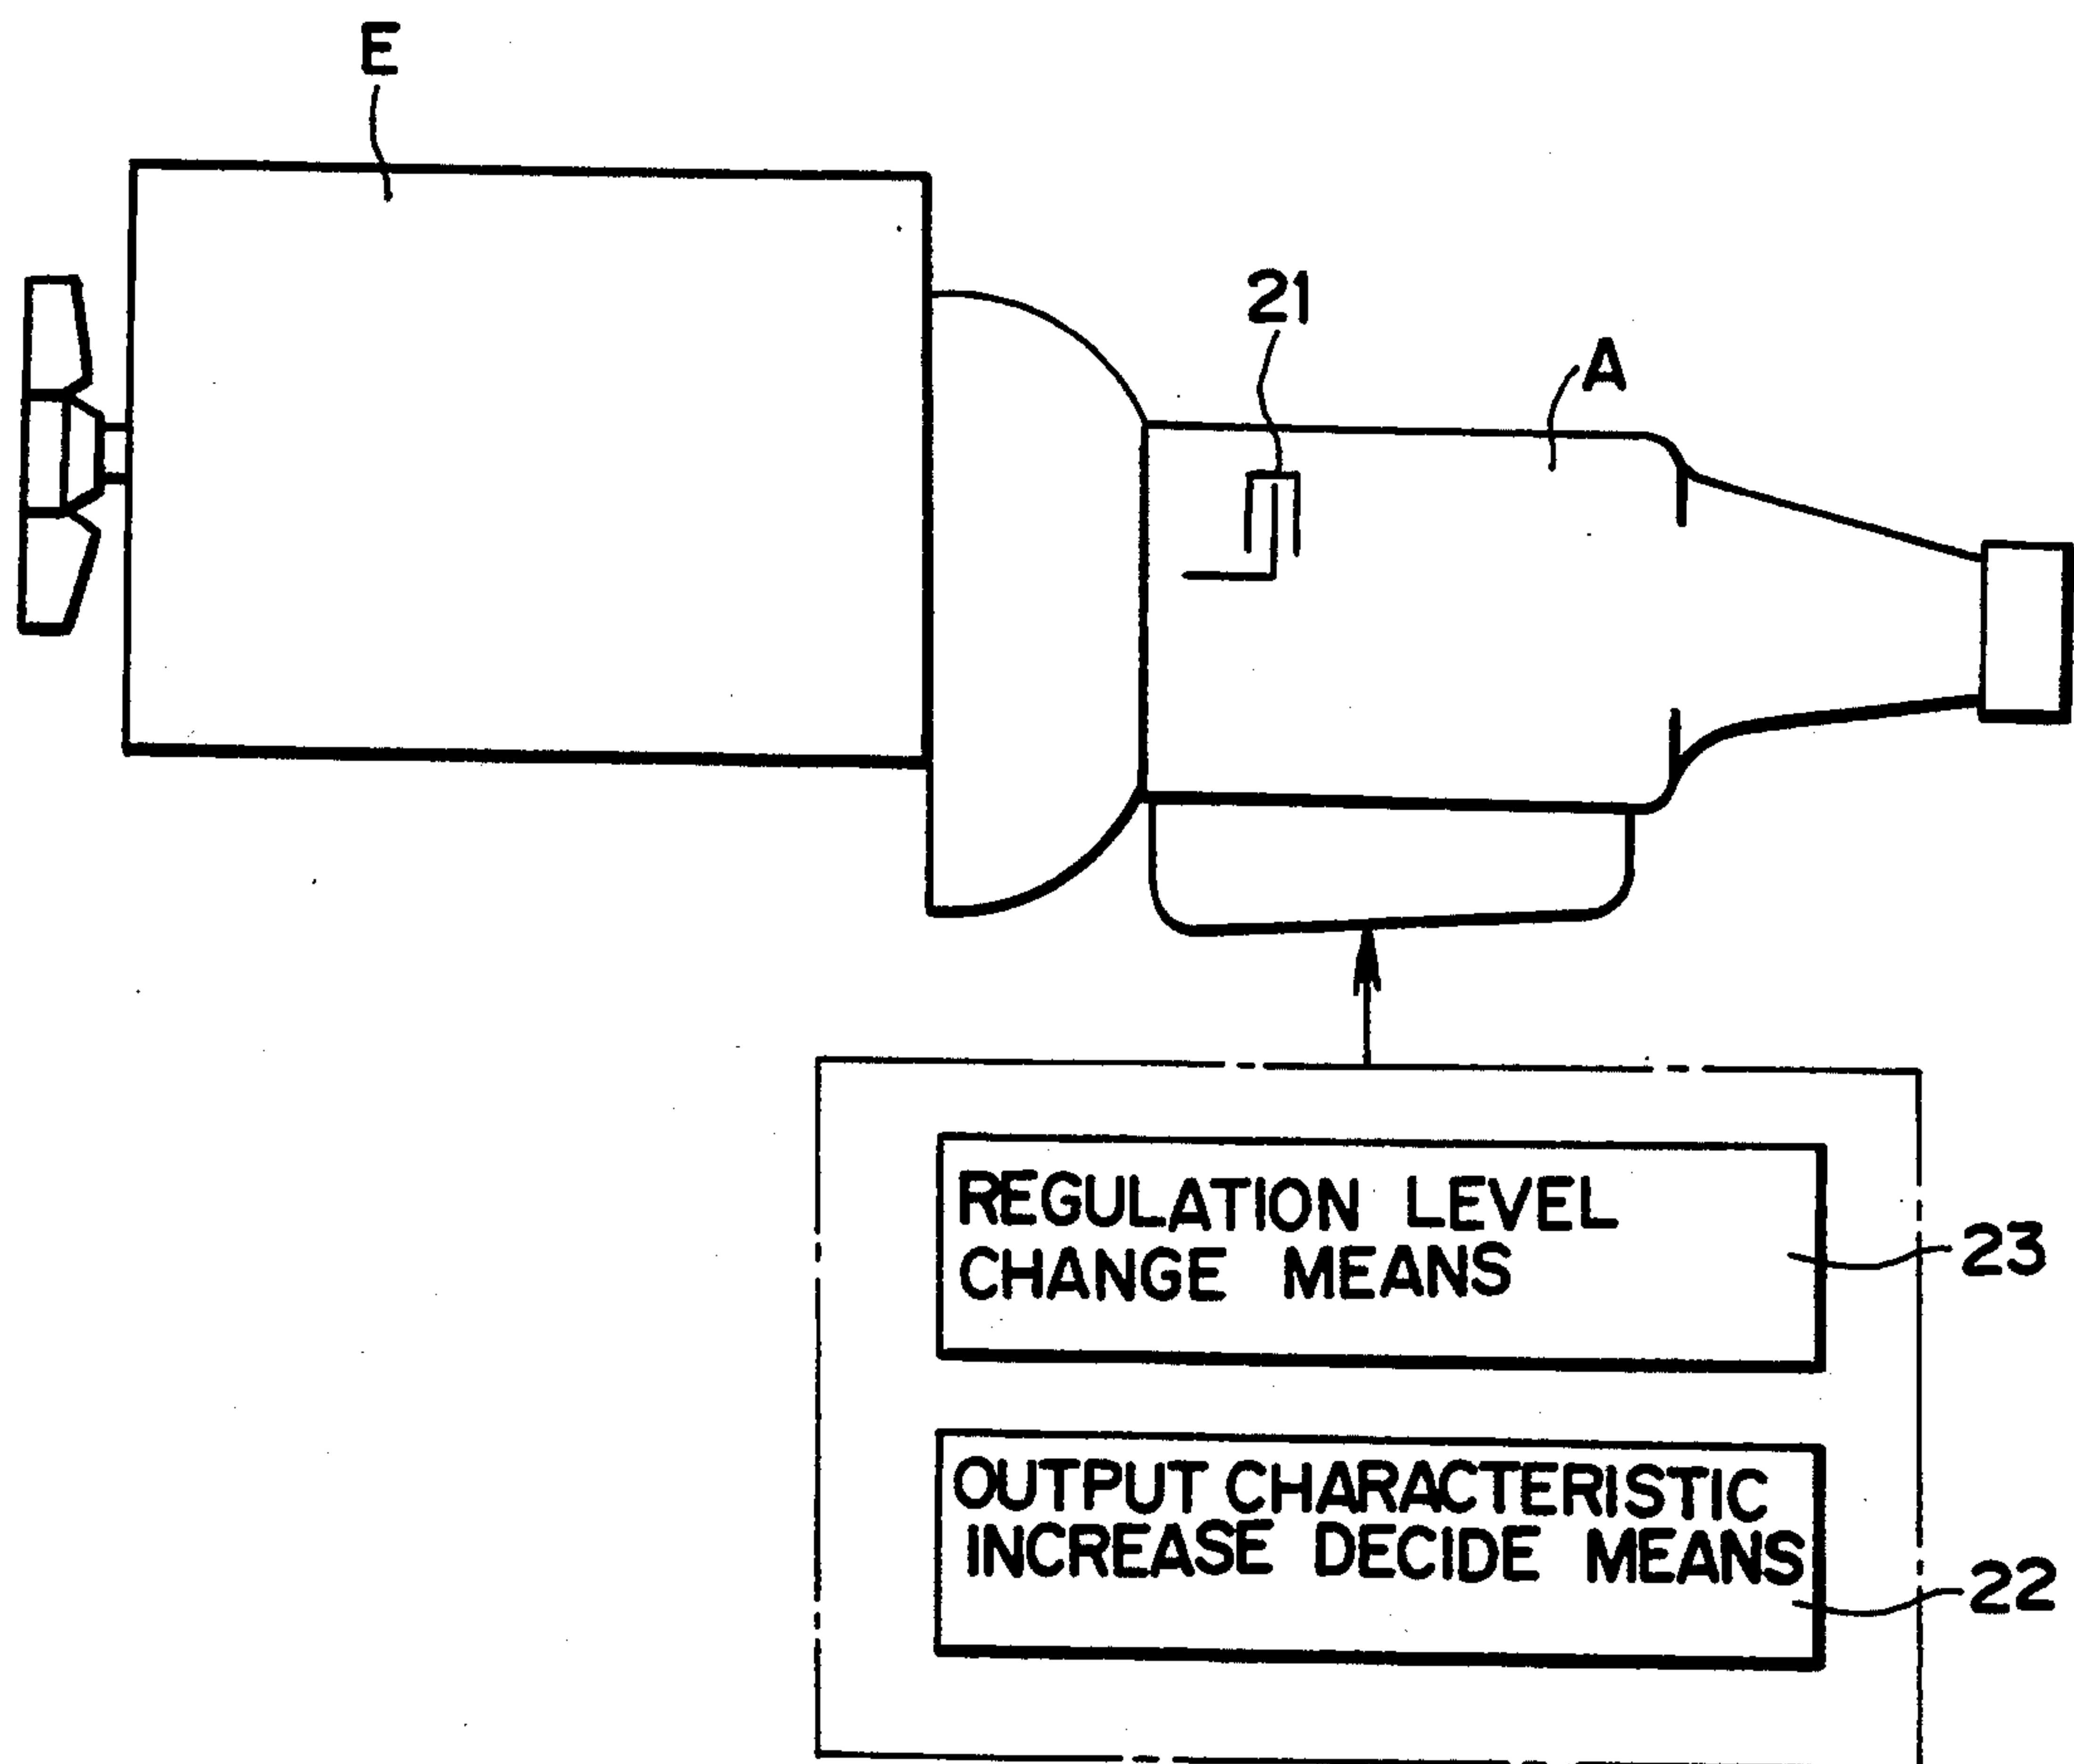 E
21
A
REGULATION LEVEL
CHANGE MEANS
23
OUTPUT CHARACTERISTIC
INCREASE DECIDE MEANS
22